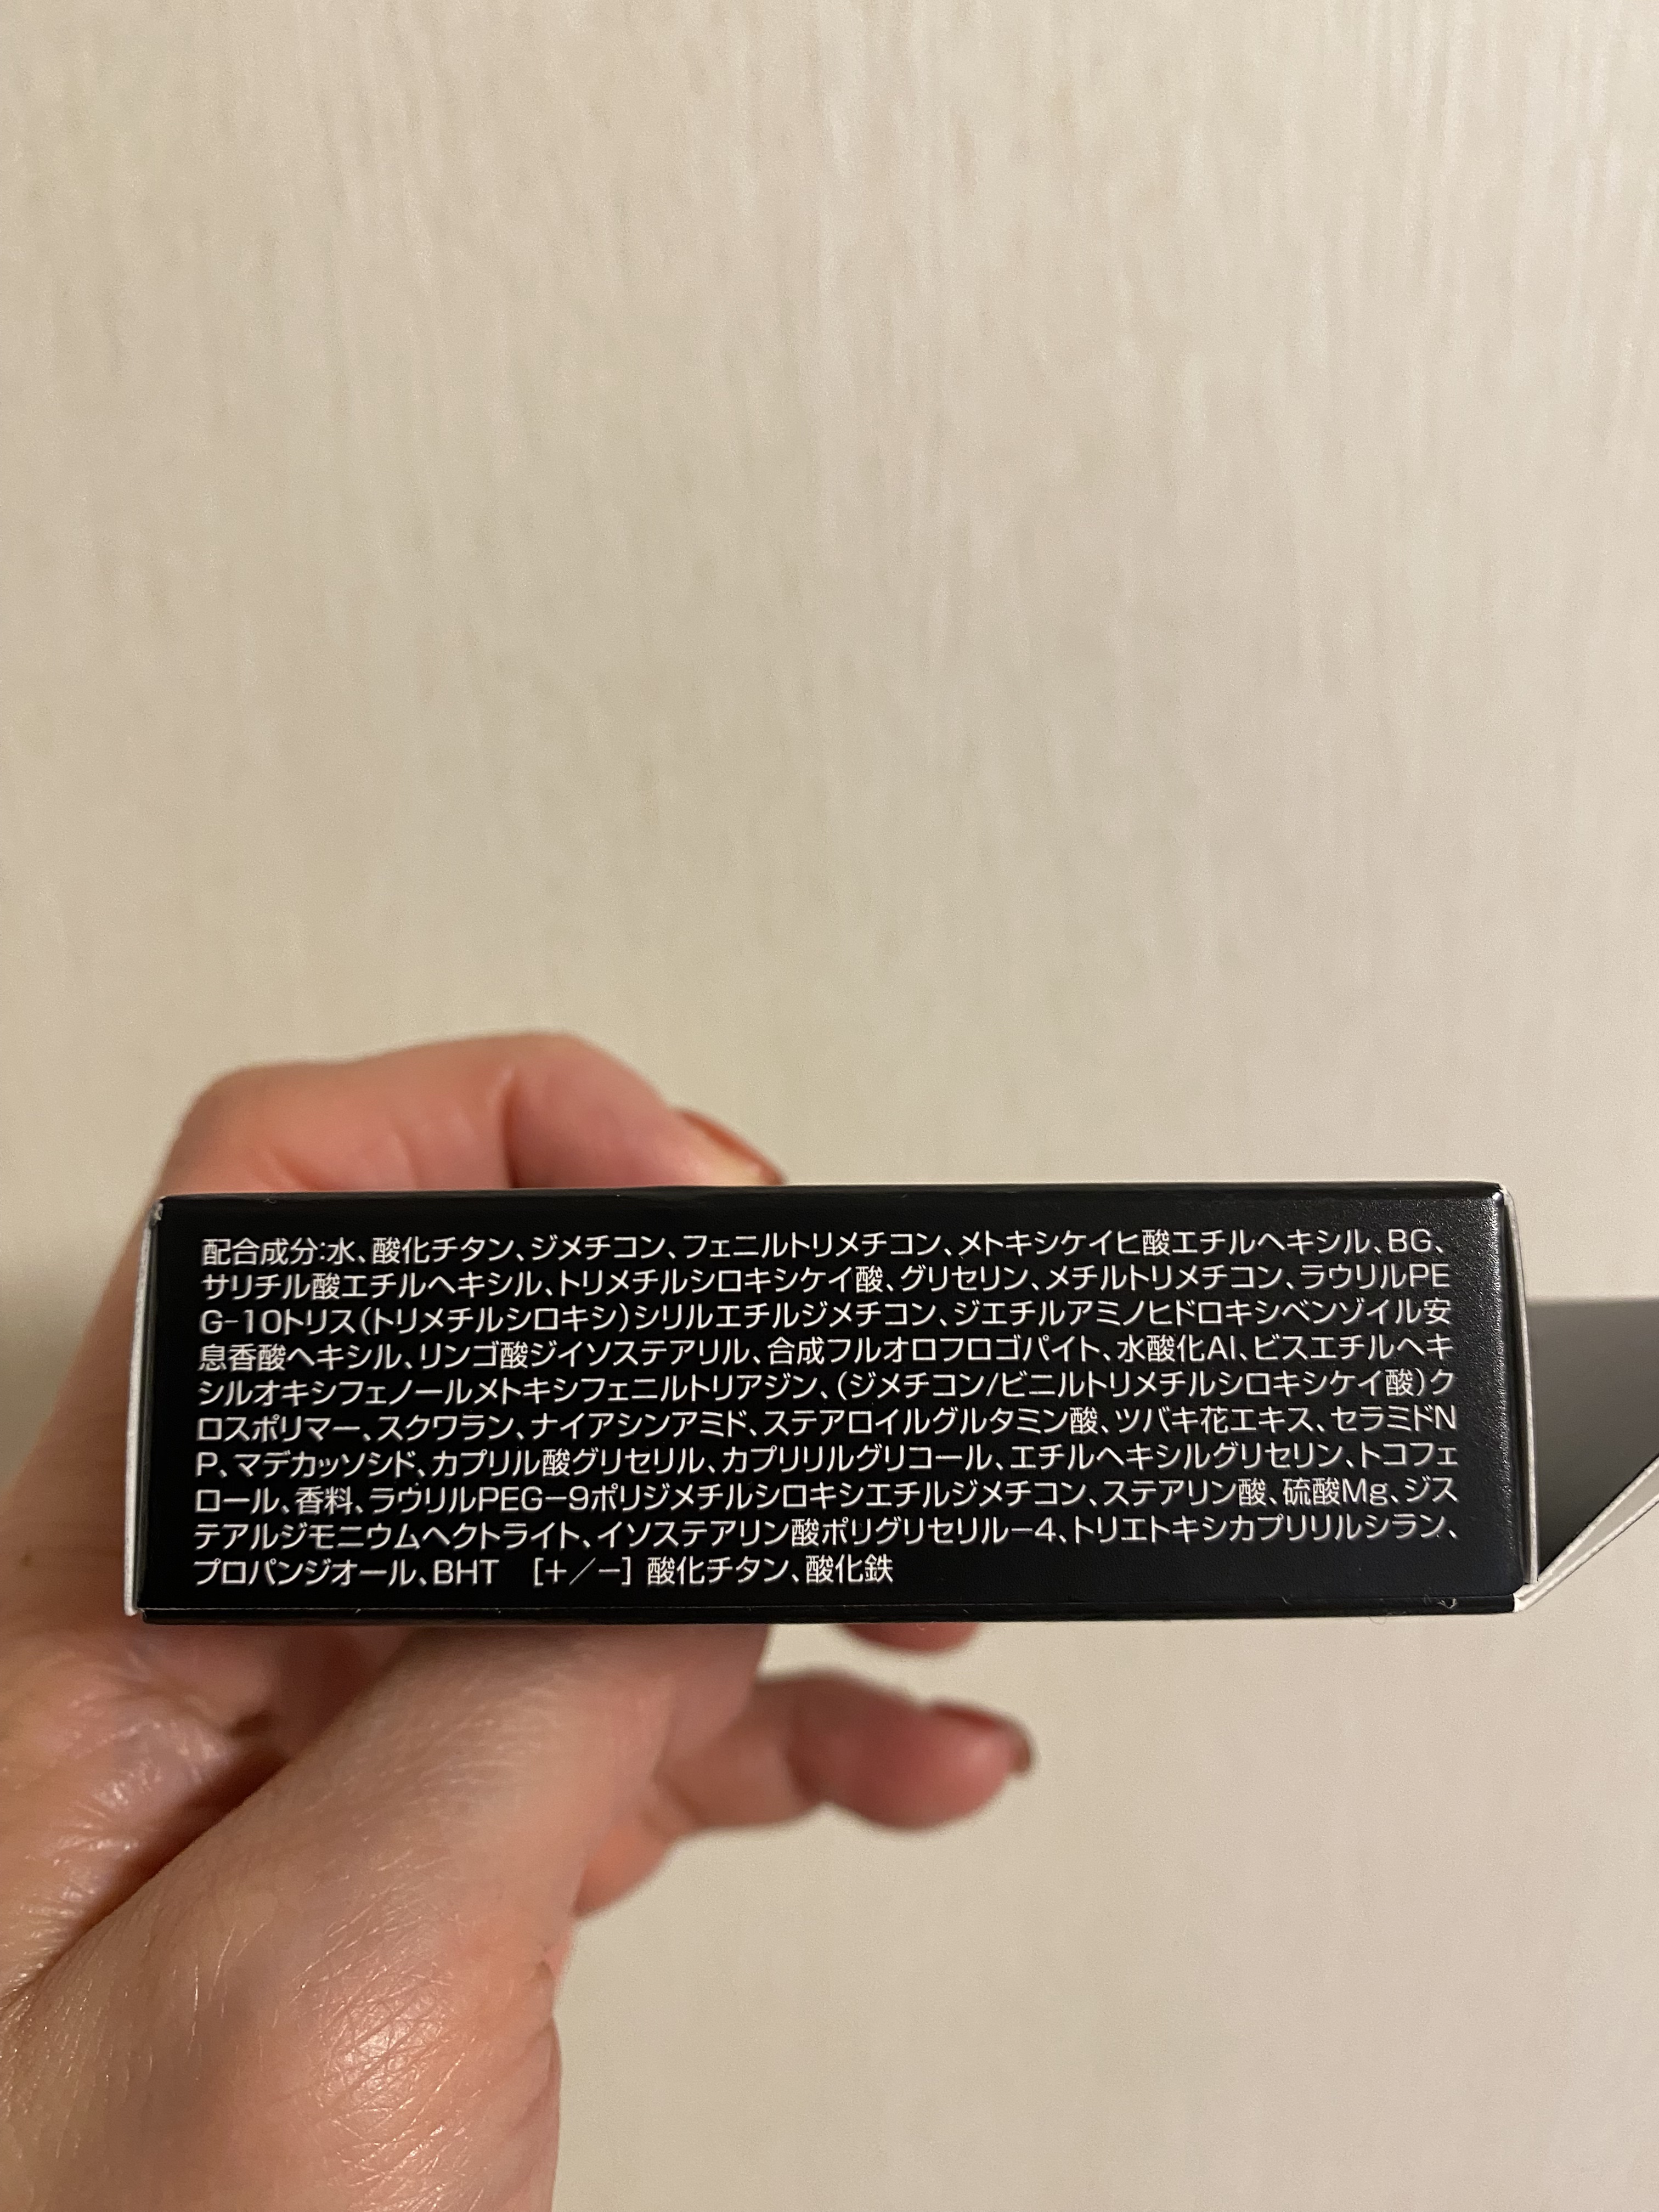 配合成分:水、酸化チタン、ジメチコン、フェニルトリメチコン、メトキシケイヒ酸エチルヘキシル、BG、
サリチル酸エチルヘキシル、トリメチルシロキシケイ酸、グリセリン、メチルトリメチコン、ラウリルPE
G-10トリス(トリメチルシロキシ)シリルエチルジメチコン、ジエチルアミノヒドロキシベンゾイル安
息香酸ヘキシル、リンゴ酸ジイソステアリル、合成フルオロフロゴパイト、水酸化Al、ビスエチルヘキ
シルオキシフェノールメトキシフェニルトリアジン、(ジメチコン/ビニルトリメチルシロキシケイ酸)ク
ロスポリマー、スクワラン、ナイアシンアミド、ステアロイルグルタミン酸、ツバキ花エキス、セラミドN
P、マデカッソシド、カプリル酸グリセリル、カプリリルグリコール、エチルヘキシルグリセリン、トコフェ
ロール、香料、ラウリルPEG-9ポリジメチルシロキシエチルジメチコン、ステアリン酸、硫酸Mg、ジス
テアルジモニウムヘクトライト、イソステアリン酸ポリグリセリル-4、トリエトキシカプリリルシラン、
プロパンジオール、BHT [+/-] 酸化チタン、酸化鉄